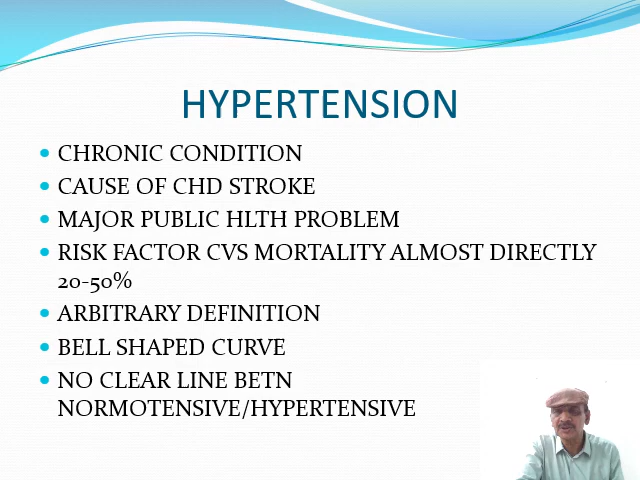 HYPERTENSION
CHRONIC CONDITION
CAUSE OF CHD STROKE
MAJOR PUBLIC HLTH PROBLEM
RISK FACTOR CVS MORTALITY ALMOST DIRECTLY
20-50%
ARBITRARY DEFINITION
BELL SHAPED CURVE
NO CLEAR LINE BETN
NORMOTENSIVE/HYPERTENSIVE